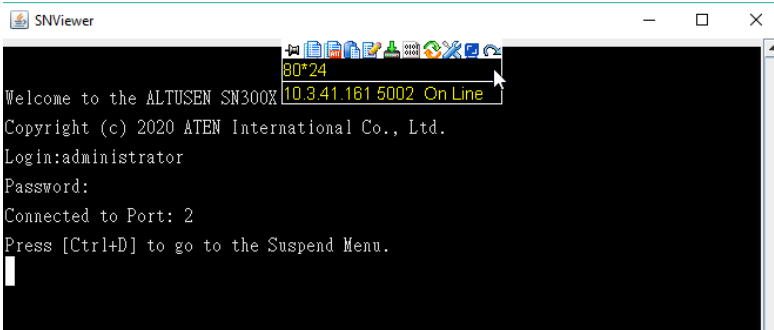 SNViewer
80*24
10.3.41.161 5002 On Line
Welcome to the ALTUSEN SN300X
Copyright (c) 2020 ATEN International Co., Ltd.
Login:administrator
Password:
Connected to Port: 2
Press [Ctrl+D] to go to the Suspend Menu.